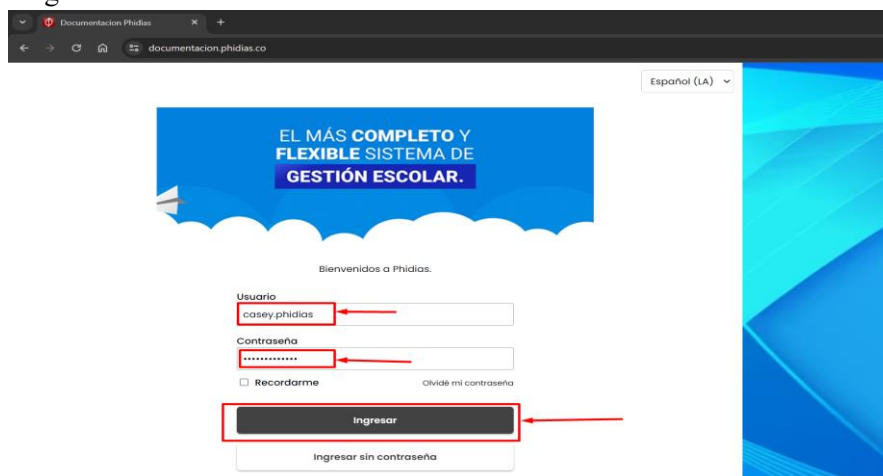 Documentacion Phidias
documentacion.phidias.co
Español (LA)
EL MÁS COMPLETO Y
FLEXIBLE SISTEMA DE
GESTIÓN ESCOLAR.
Bienvenidos a Phidias.
Usuario
casey.phidias
Contraseña
•••••••••••••
Recordarme
Olvidé mi contraseña
Ingresar
Ingresar sin contraseña